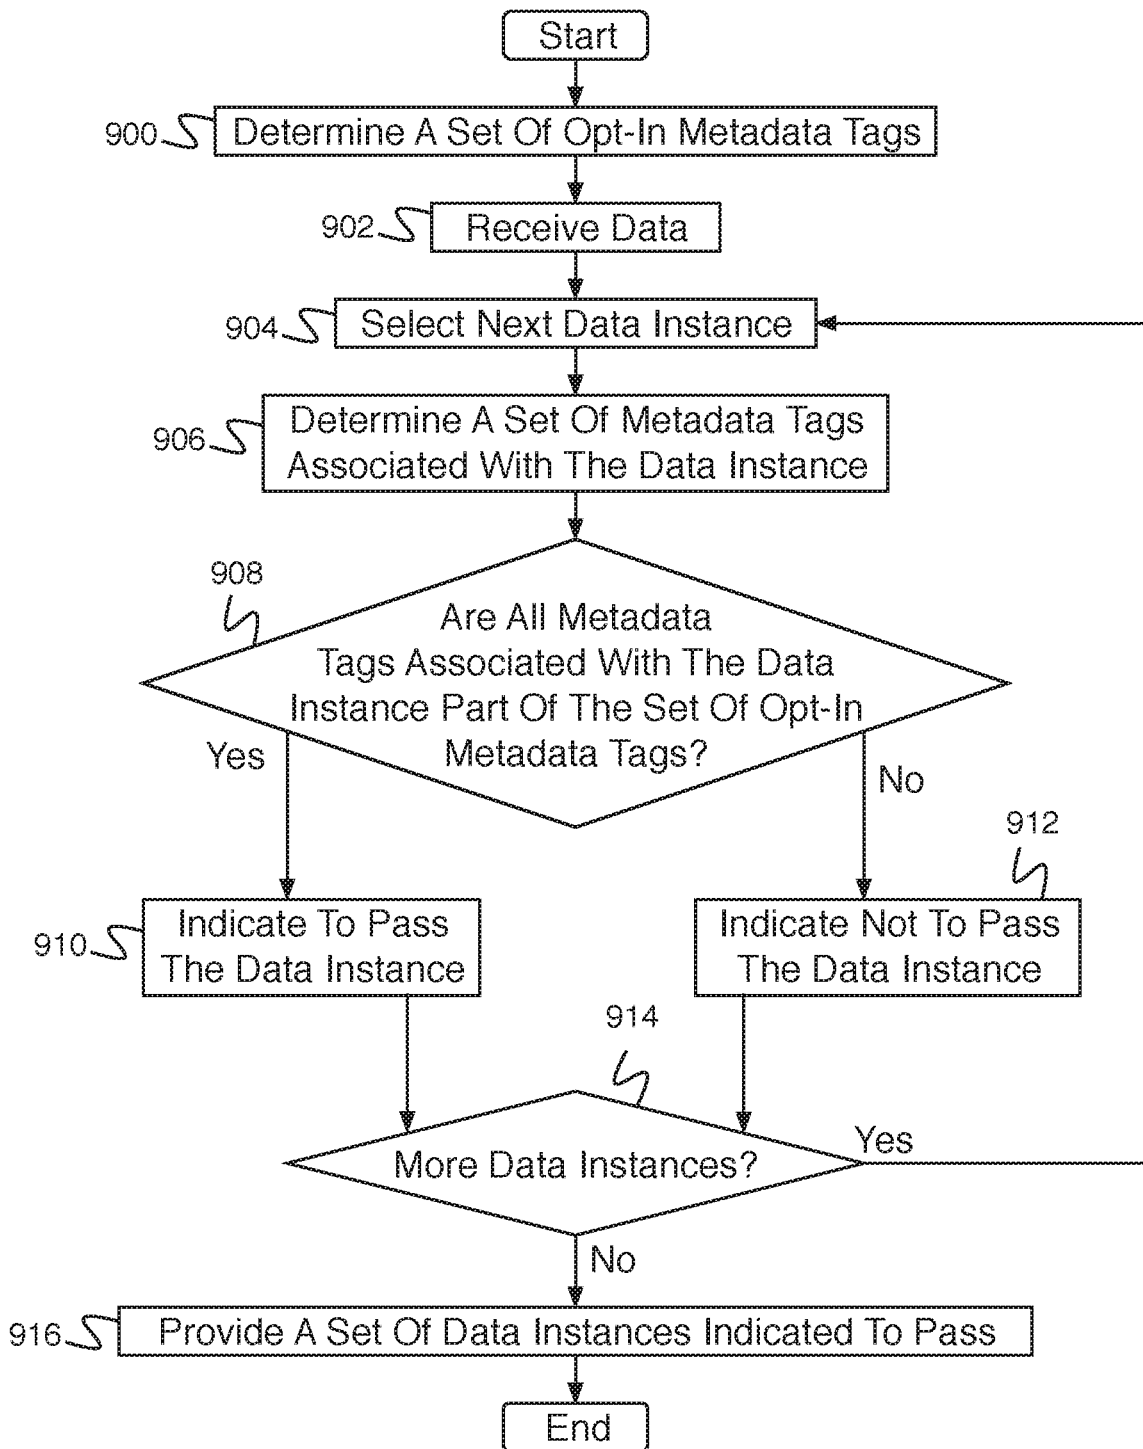 Start
900
Determine A Set Of Opt-In Metadata Tags
902
Receive Data
904
Select Next Data Instance
906
Determine A Set Of Metadata Tags
Associated With The Data Instance
908
Are All Metadata
Tags Associated With The Data
Instance Part Of The Set Of Opt-In
Metadata Tags?
Yes
No
912
910
Indicate To Pass
The Data Instance
Indicate Not To Pass
The Data Instance
914
More Data Instances?
Yes
No
916
Provide A Set Of Data Instances Indicated To Pass
End